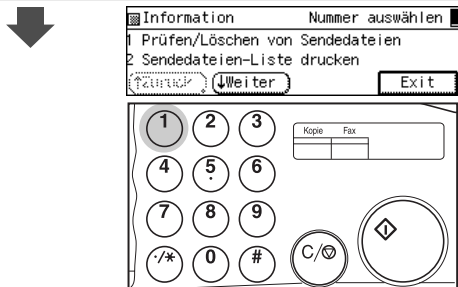 Information Nummer auswählen
1 Prüfen/Löschen von Sendedateien
2 Sendedateien-Liste drucken
↑Zurück ↓Weiter Exit
1 2 3
Kopie Fax
4 5 6
7 8 9
·/* 0 # C/